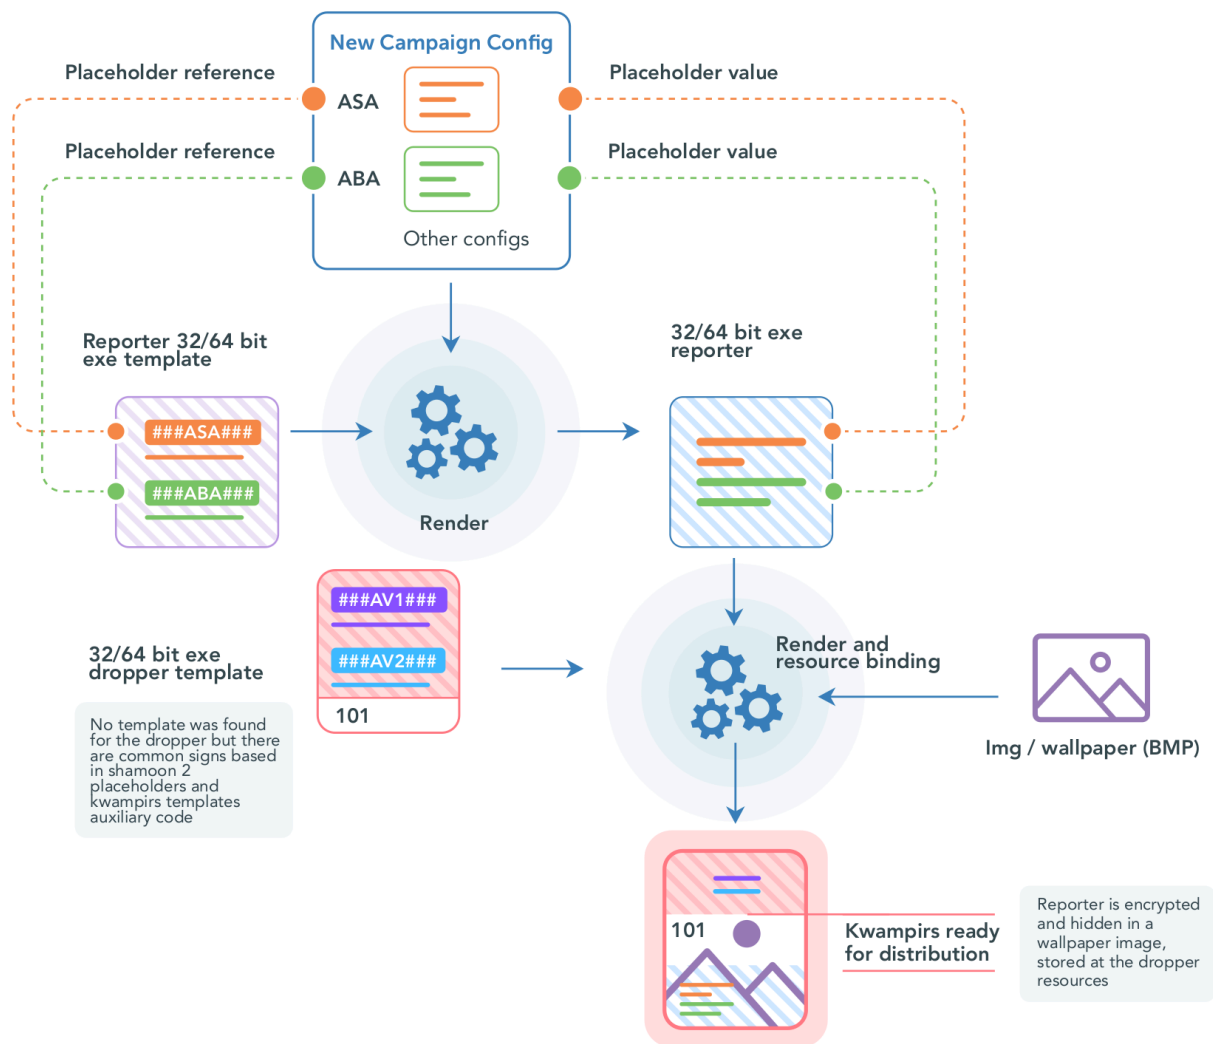 New Campaign Config
Placeholder reference
Placeholder value
ASA
Placeholder reference
Placeholder value
ABA
Other configs
Reporter 32/64 bit
exe template
32/64 bit exe
reporter
###ASA###
###ABA###
Render
###AV1###
###AV2###
101
32/64 bit exe
dropper template
No template was found
for the dropper but there
are common signs based
in shamoon 2
placeholders and
kwampirs templates
auxiliary code
Render and
resource binding
Img / wallpaper (BMP)
101
Kwampirs ready
for distribution
Reporter is encrypted
and hidden in a
wallpaper image,
stored at the dropper
resources